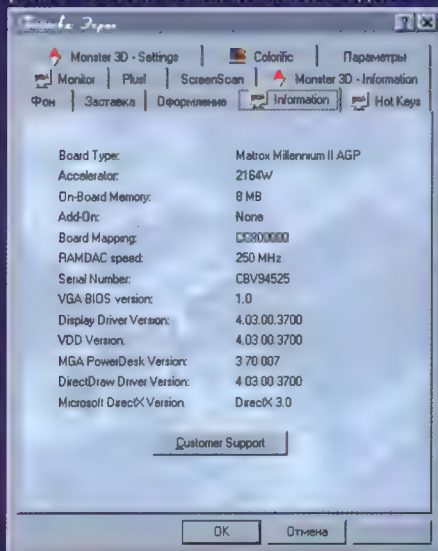 Monster 3D - Settings Colorific Параметры
Monitor Plus! ScreenScan Monster 3D - Information
Фон Заставка Оформление Information Hot Keys
Board Type: Matrox Millennium II AGP
Accelerator: 2164W
On-Board Memory: 8 MB
Add-On: None
Board Mapping:
RAMDAC speed: 250 MHz
Serial Number: CBV94525
VGA BIOS version: 1.0
Display Driver Version: 4.03.00.3700
VDD Version. 4.03.00.3700
MGA PowerDesk Version: 3.70.007
DirectDraw Driver Version: 4.03.00.3700
Microsoft DirectX Version DirectX 3.0
Customer Support
OK Отмена